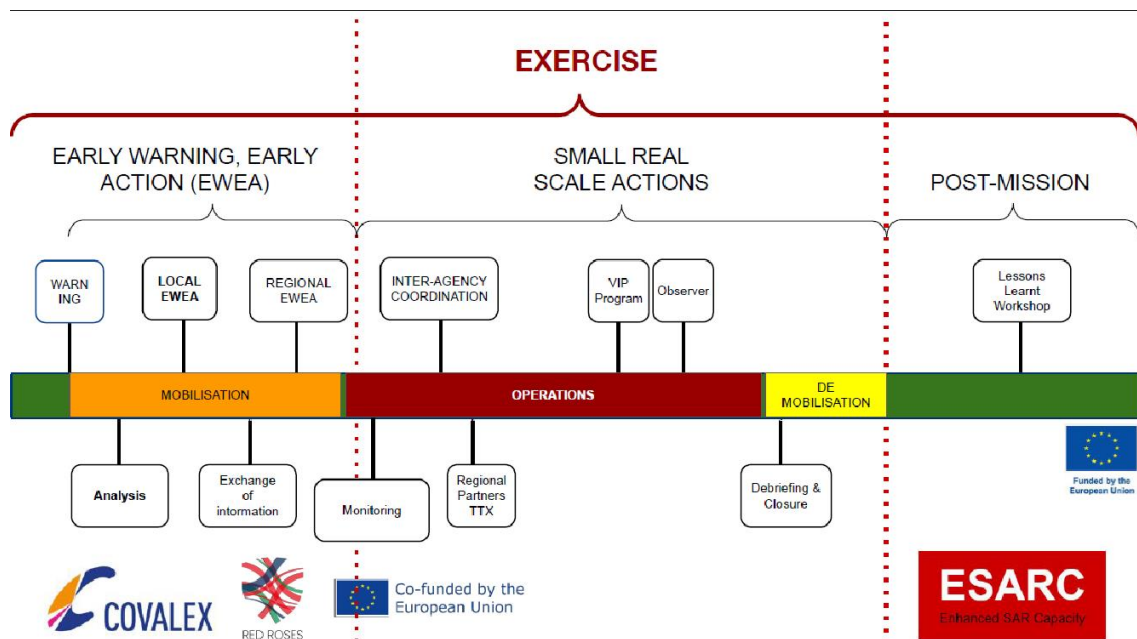 EXERCISE
EARLY WARNING, EARLY
ACTION (EWEA)
SMALL REAL
SCALE ACTIONS
POST-MISSION
WARN
ING
LOCAL
EWEA
REGIONAL
EWEA
INTER-AGENCY
COORDINATION
VIP
Program
Observer
Lessons
Learnt
Workshop
MOBILISATION
OPERATIONS
DE
MOBILISATION
Analysis
Exchange
of
information
Monitoring
Regional
Partners
TTX
Debriefing &
Closure
Funded by the
European Union
COVALEX
RED ROSES
Co-funded by the
European Union
ESARC
Enhanced SAR Capacity